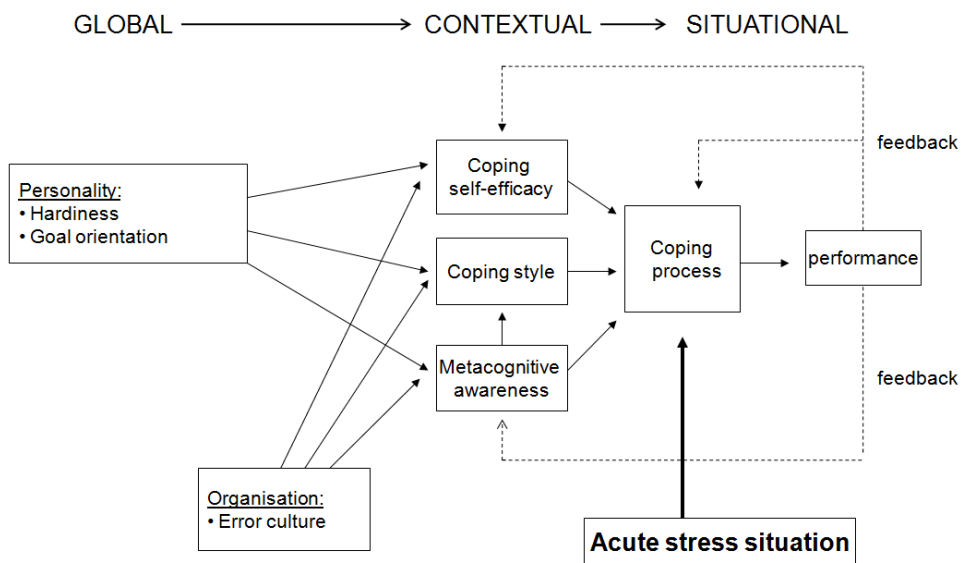 GLOBAL CONTEXTUAL SITUATIONAL
feedback
Coping
self-efficacy
Personality:
• Hardiness
• Goal orientation
Coping style
Coping
process
performance
Metacognitive
awareness
feedback
Organisation:
• Error culture
Acute stress situation